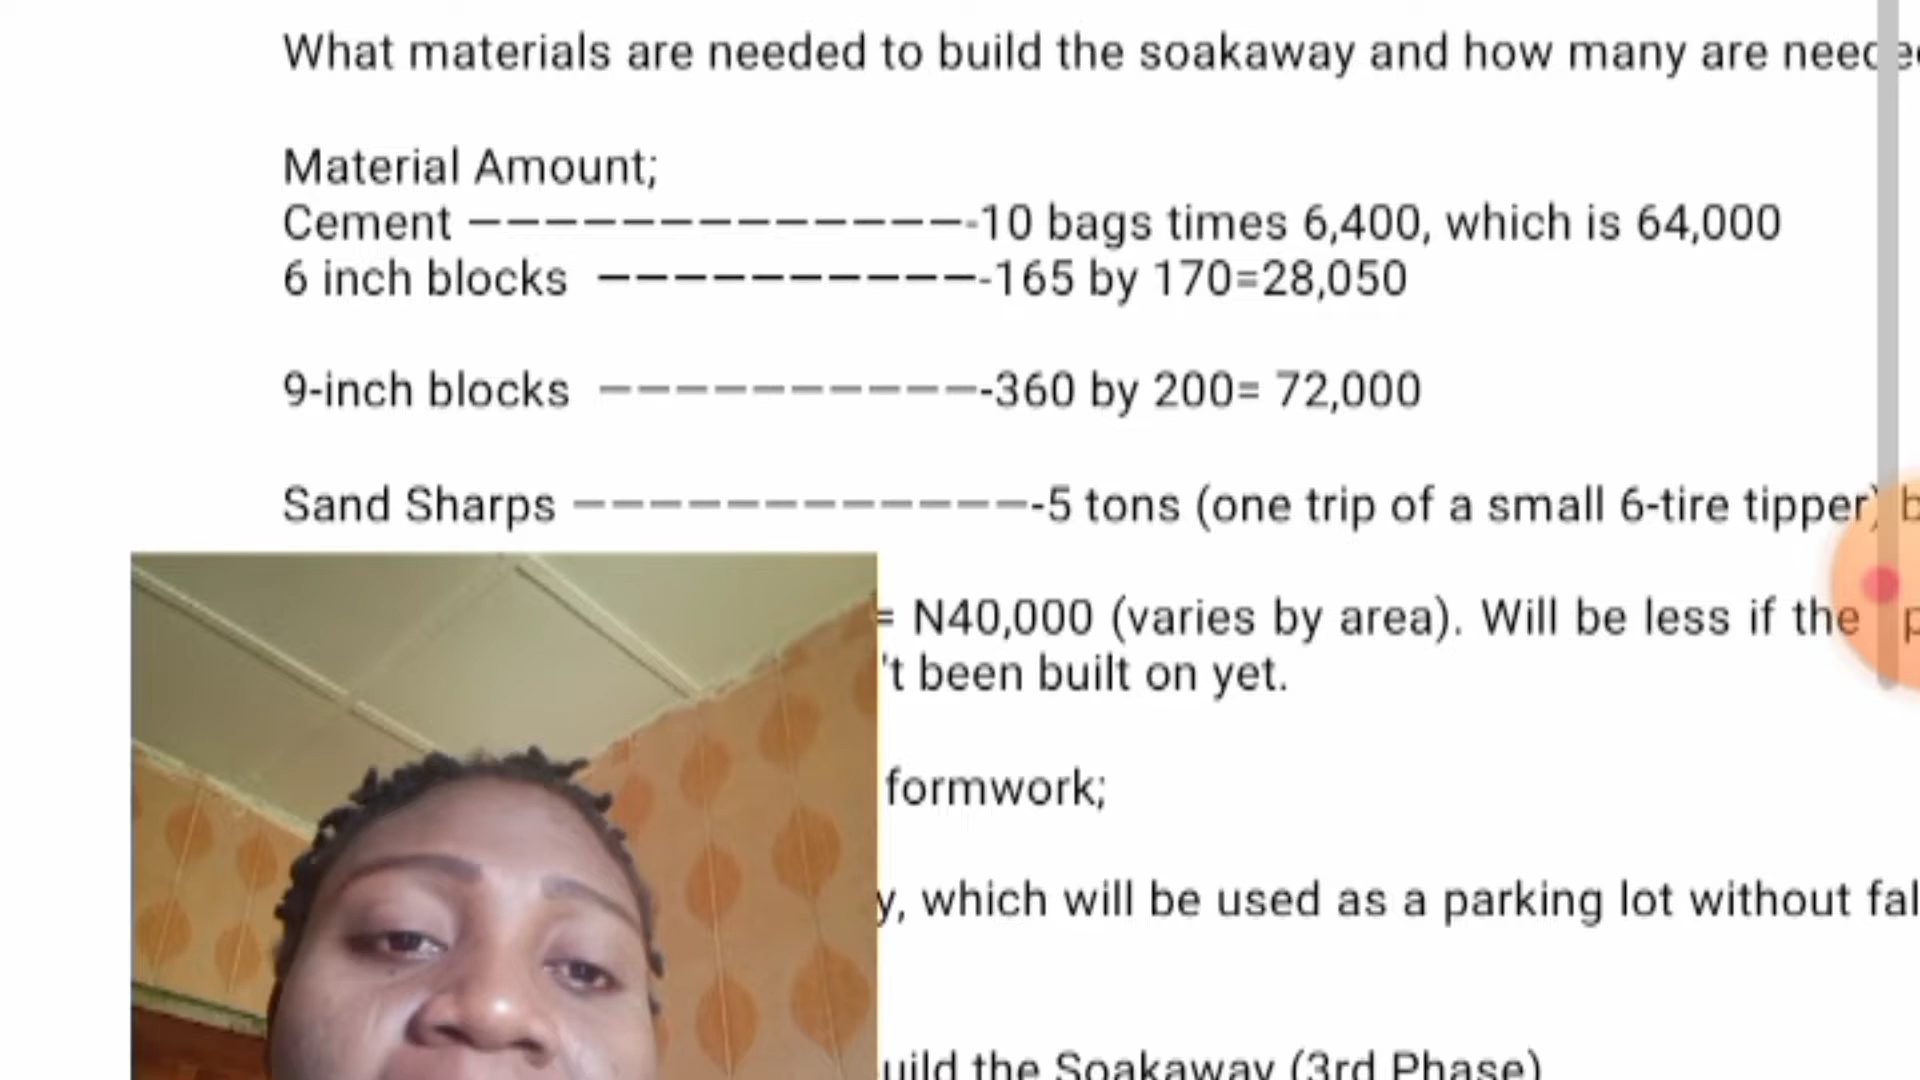 What materials are needed to build the soakaway and how many are needed
Material Amount;
Cement --------------10 bags times 6,400, which is 64,000
6 inch blocks -----------165 by 170=28,050
9-inch blocks -----------360 by 200= 72,000
Sand Sharps -------------5 tons (one trip of a small 6-tire tipper)
= N40,000 (varies by area). Will be less if the
't been built on yet.
formwork;
y, which will be used as a parking lot without
uild the Soakaway (3rd Phase)